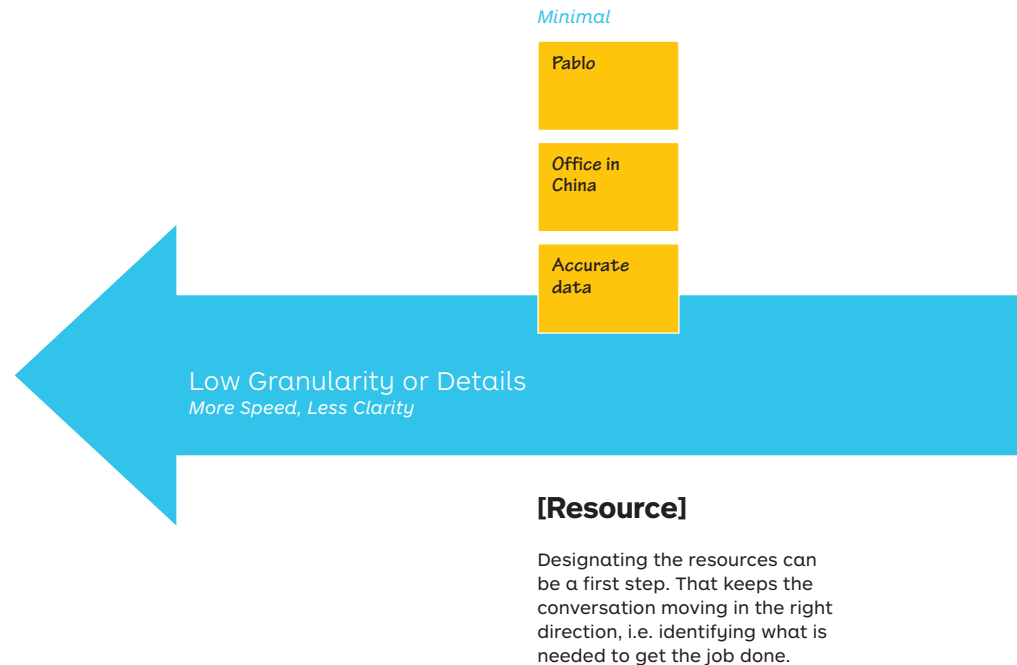 Minimal
Pablo
Office in
China
Accurate
data
Low Granularity or Details
More Speed, Less Clarity
[Resource]
Designating the resources can
be a first step. That keeps the
conversation moving in the right
direction, i.e. identifying what is
needed to get the job done.